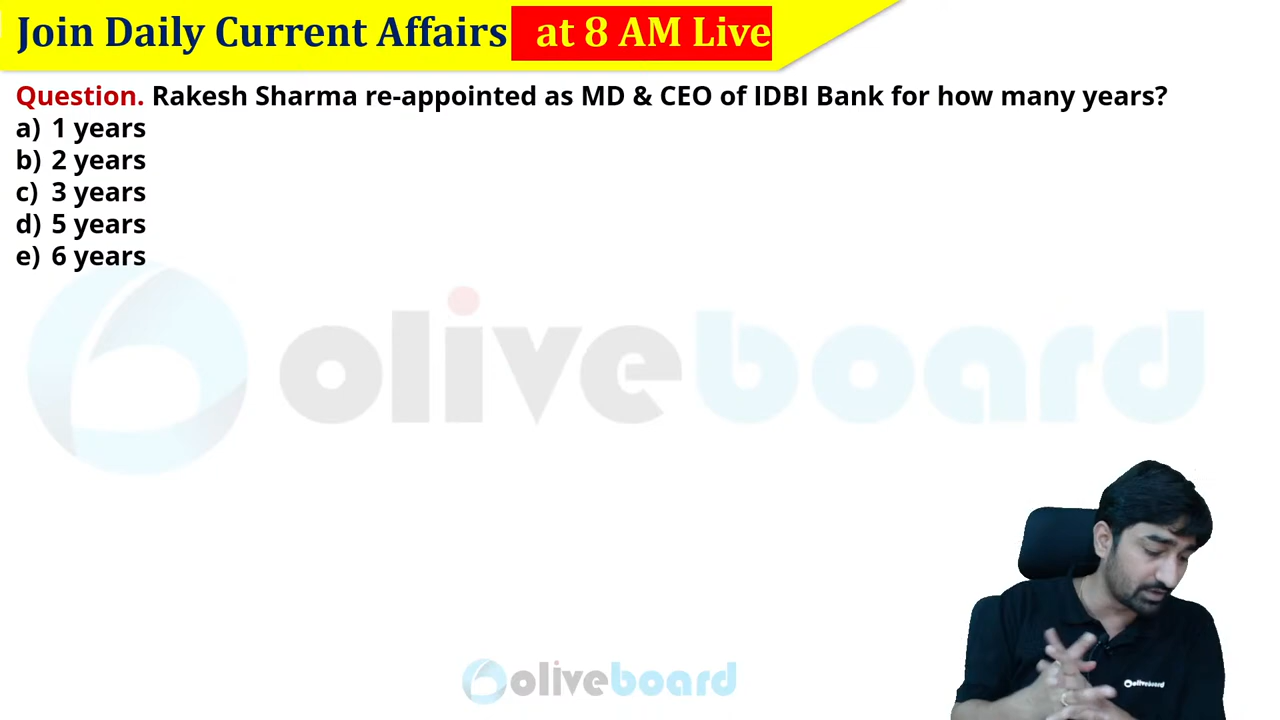 Join Daily Current Affairs at 8 AM Live
Question. Rakesh Sharma re-appointed as MD & CEO of IDBI Bank for how many years?
a) 1 years
b) 2 years
c) 3 years
d) 5 years
e) 6 years
oliveboard
oliveboard
oliveboard